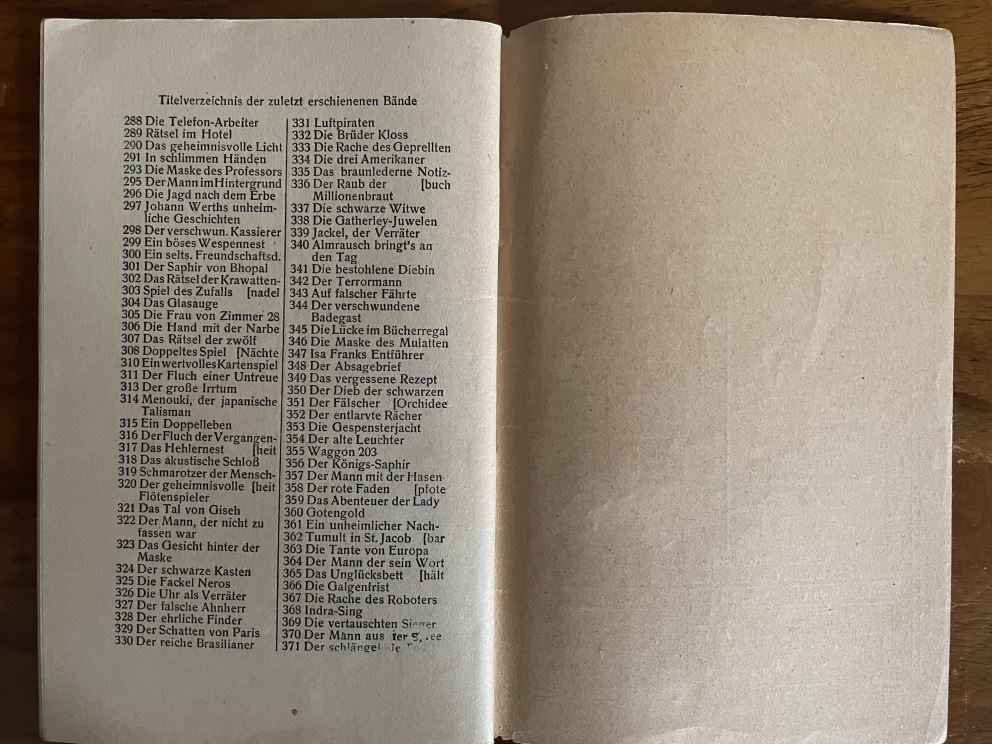 Titelverzeichnis der zuletzt erschienenen Bände
288 Die Telefon-Arbeiter
289 Rätsel im Hotel
290 Das geheimnisvolle Licht
291 In schlimmen Händen
293 Die Maske des Professors
295 Der Mann im Hintergrund
296 Die Jagd nach dem Erbe
297 Johann Werths unheim-
liche Geschichten
298 Der verschwun. Kassierer
299 Ein böses Wespennest
300 Ein selts. Freundschaftsd.
301 Der Saphir von Bhopal
302 Das Rätsel der Krawatten-
303 Spiel des Zufalls [nadel
304 Das Glasauge
305 Die Frau von Zimmer 28
306 Die Hand mit der Narbe
307 Das Rätsel der zwölf
308 Doppeltes Spiel [Nächte
310 Ein wertvolles Kartenspiel
311 Der Fluch einer Untreue
313 Der große Irrtum
314 Menouki, der japanische
Talisman
315 Ein Doppelleben
316 Der Fluch der Vergangen-
317 Das Hehlernest [heit
318 Das akustische Schloß
319 Schmarotzer der Mensch-
320 Der geheimnisvolle [heit
Flötenspieler
321 Das Tal von Giseh
322 Der Mann, der nicht zu
fassen war
323 Das Gesicht hinter der
Maske
324 Der schwarze Kasten
325 Die Fackel Neros
326 Die Uhr als Verräter
327 Der falsche Ahnherr
328 Der ehrliche Finder
329 Der Schatten von Paris
330 Der reiche Brasilianer
331 Luftpiraten
332 Die Brüder Kloss
333 Die Rache des Geprellten
334 Die drei Amerikaner
335 Das braunlederne Notiz-
336 Der Raub der [buch
Millionenbraut
337 Die schwarze Witwe
338 Die Gatherley-Juwelen
339 Jackel, der Verräter
340 Almrausch bringt's an
den Tag
341 Die bestohlene Diebin
342 Der Terrormann
343 Auf falscher Fährte
344 Der verschwundene
Badegast
345 Die Lücke im Bücherregal
346 Die Maske des Mulatten
347 Isa Franks Entführer
348 Der Absagebrief
349 Das vergessene Rezept
350 Der Dieb der schwarzen
351 Der Fälscher [Orchidee
352 Der entlarvte Rächer
353 Die Gespensterjacht
354 Der alte Leuchter
355 Waggon 203
356 Der Königs-Saphir
357 Der Mann mit der Hasen-
358 Der rote Faden [pfote
359 Das Abenteuer der Lady
360 Gotengold
361 Ein unheimlicher Nach-
362 Tumult in St. Jacob [bar
363 Die Tante von Europa
364 Der Mann der sein Wort
365 Das Unglücksbett [hält
366 Die Galgenfrist
367 Die Rache des Roboters
368 Indra-Sing
369 Die vertauschten Sieger
370 Der Mann aus der
371 Der